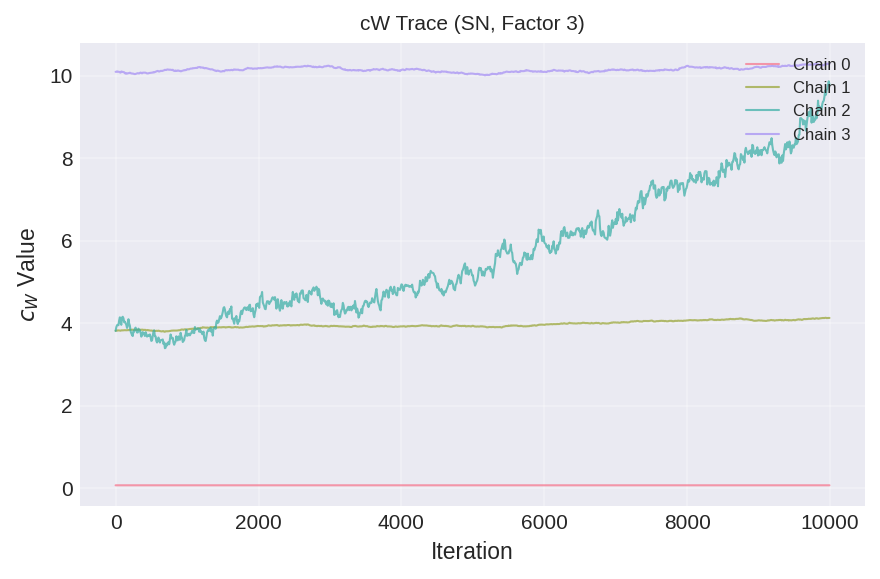 cW Trace (SN, Factor 3)
10
8
6
4
2
0
c_W Value
Chain 0
Chain 1
Chain 2
Chain 3
0 2000 4000 6000 8000 10000
Iteration